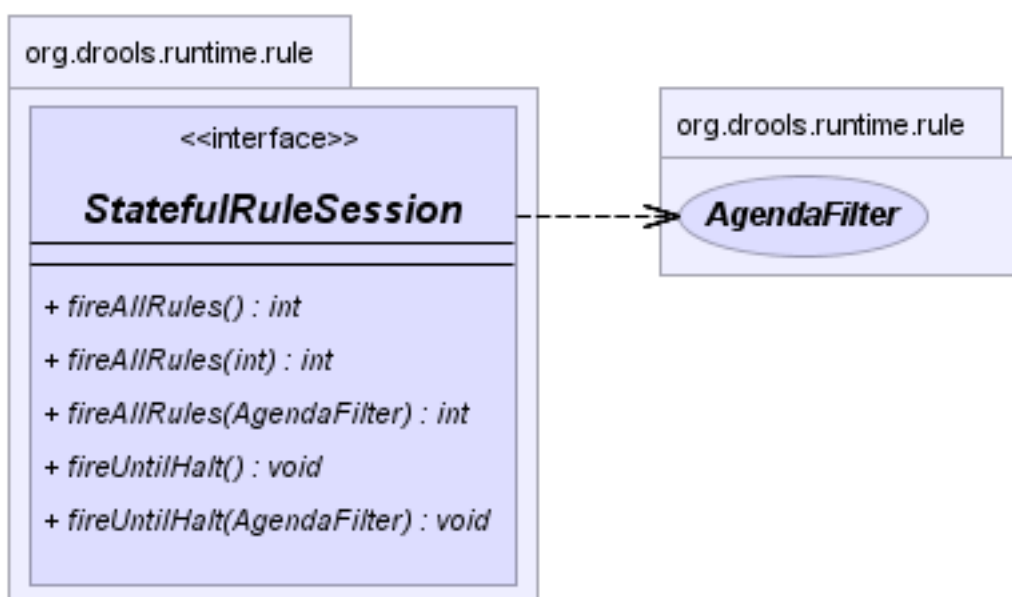 org.drools.runtime.rule
<<interface>>
StatefulRuleSession
+ fireAllRules() : int
+ fireAllRules(int) : int
+ fireAllRules(AgendaFilter) : int
+ fireUntilHalt() : void
+ fireUntilHalt(AgendaFilter) : void
org.drools.runtime.rule
AgendaFilter